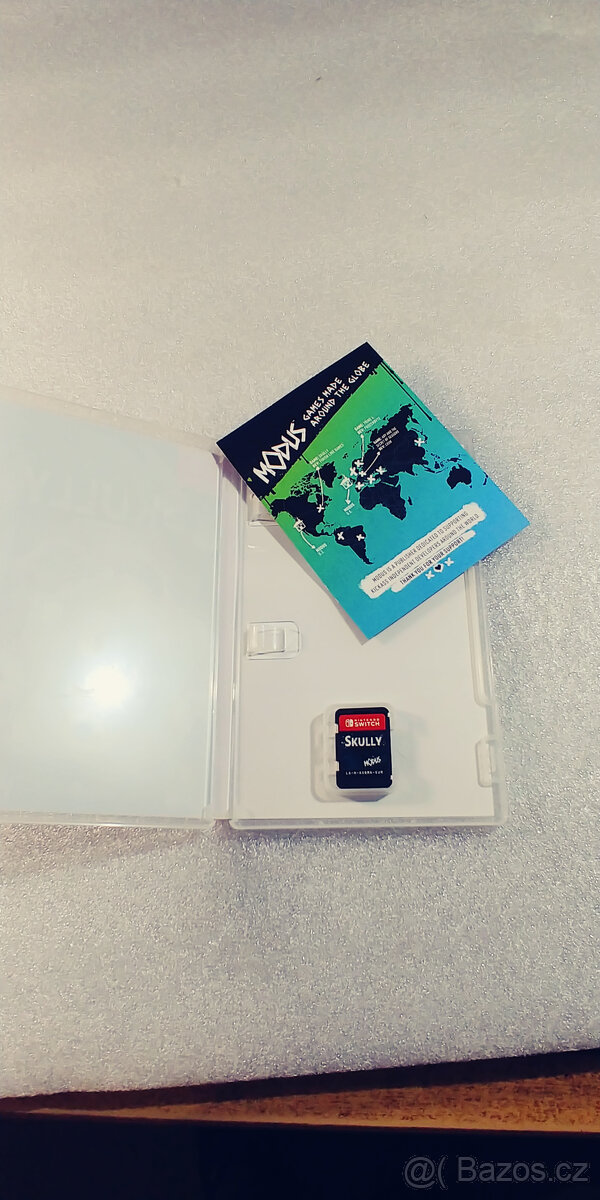 MODUS
GAMES MADE
AROUND THE GLOBE
MODUS IS A PUBLISHER DEDICATED TO SUPPORTING
KICKASS INDEPENDENT DEVELOPERS AROUND THE WORLD.
THANK YOU FOR YOUR SUPPORT!
NINTENDO
SWITCH
SKULLY
MODUS
@( Bazoš.cz